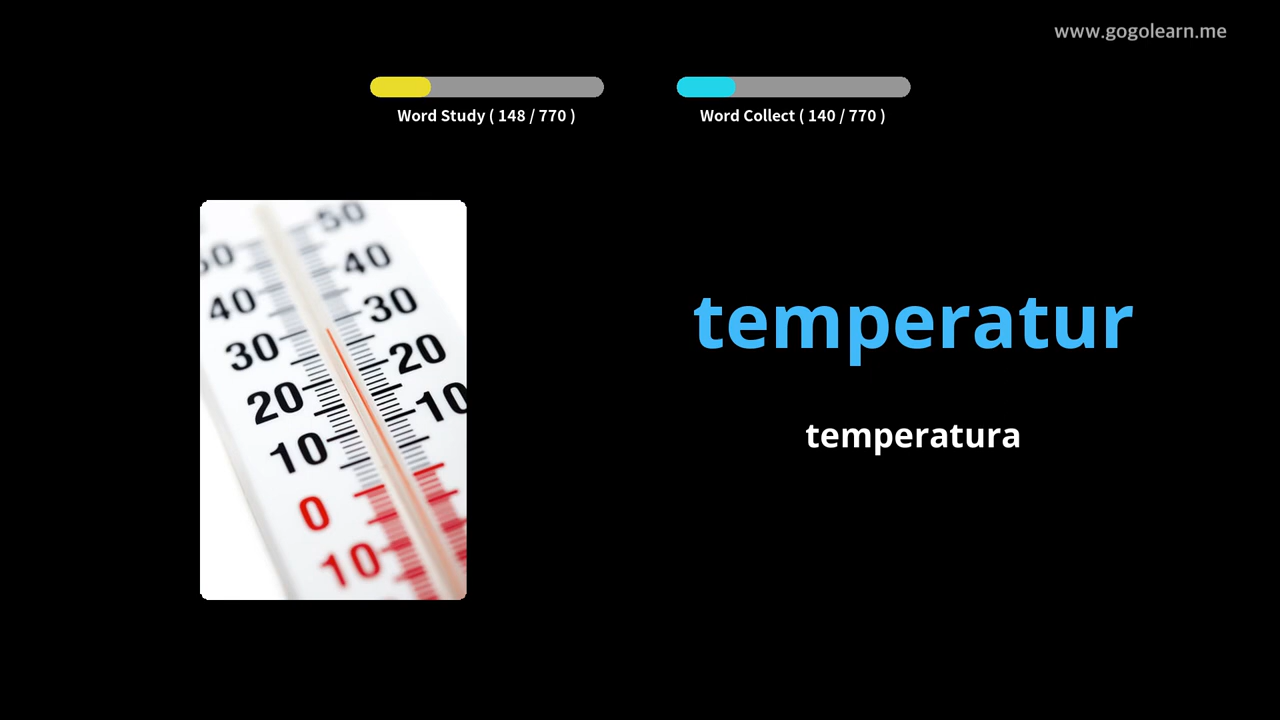 www.gogolearn.me
Word Study ( 148 / 770 )
Word Collect ( 140 / 770 )
50
50
40
40
30
30
20
20
10
10
0
10
temperatur
temperatura